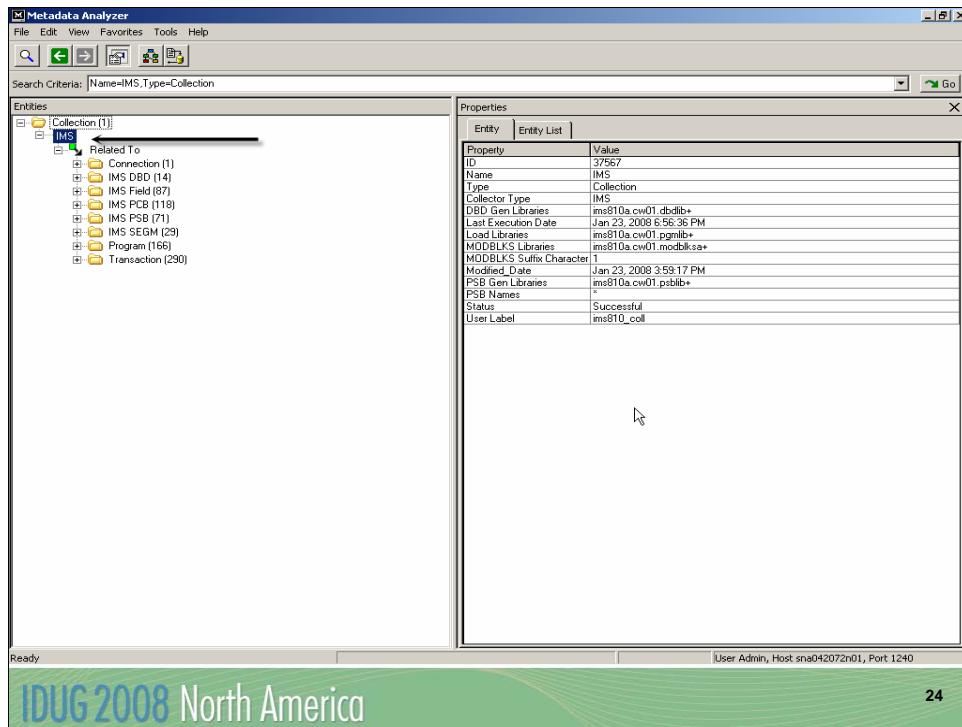 Metadata Analyzer
File Edit View Favorites Tools Help
Search Criteria: Name=IMS,Type=Collection Go
Entities
Collection (1)
IMS
Related To
Connection (1)
IMS DBD (14)
IMS Field (87)
IMS PCB (118)
IMS PSB (71)
IMS SEGM (29)
Program (166)
Transaction (290)
Properties
Entity Entity List
Property Value
ID 37567
Name IMS
Type Collection
Collector Type IMS
DBD Gen Libraries ims810a.cw01.dbdlib+
Last Execution Date Jan 23, 2008 6:56:36 PM
Load Libraries ims810a.cw01.pgmlib+
MODBLKS Libraries ims810a.cw01.modblksa+
MODBLKS Suffix Character 1
Modified_Date Jan 23, 2008 3:59:17 PM
PSB Gen Libraries ims810a.cw01.psblib+
PSB Names *
Status Successful
User Label ims810_coll
Ready User Admin, Host sna042072n01, Port 1240
IDUG 2008 North America 24